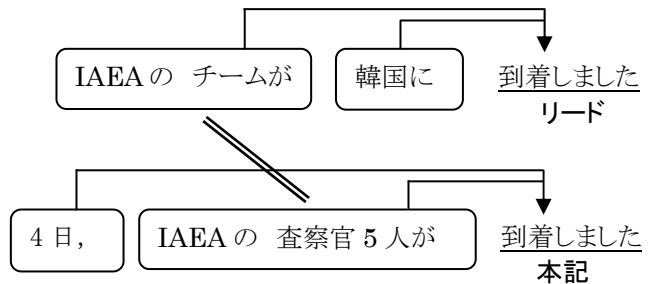 IAEAの チームが 韓国に 到着しました
リード
4日, IAEAの 査察官5人が 到着しました
本記